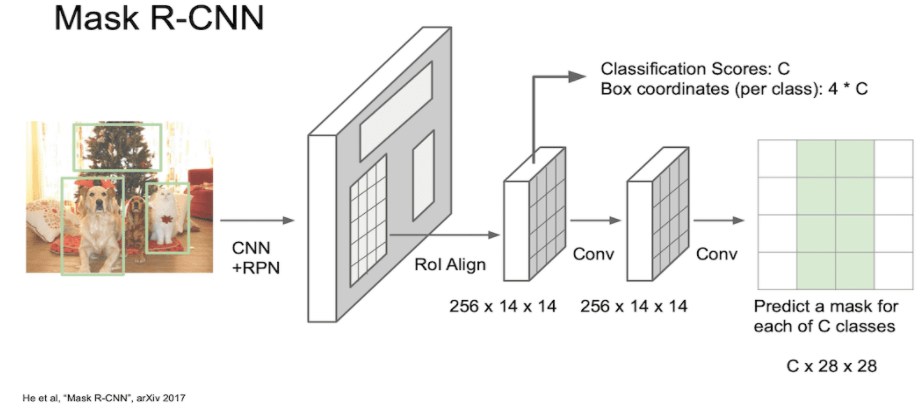 Mask R-CNN
Classification Scores: C
Box coordinates (per class): 4 * C
CNN
+RPN
RoI Align
Conv
Conv
256 x 14 x 14
256 x 14 x 14
Predict a mask for
each of C classes
C x 28 x 28
He et al, "Mask R-CNN", arXiv 2017